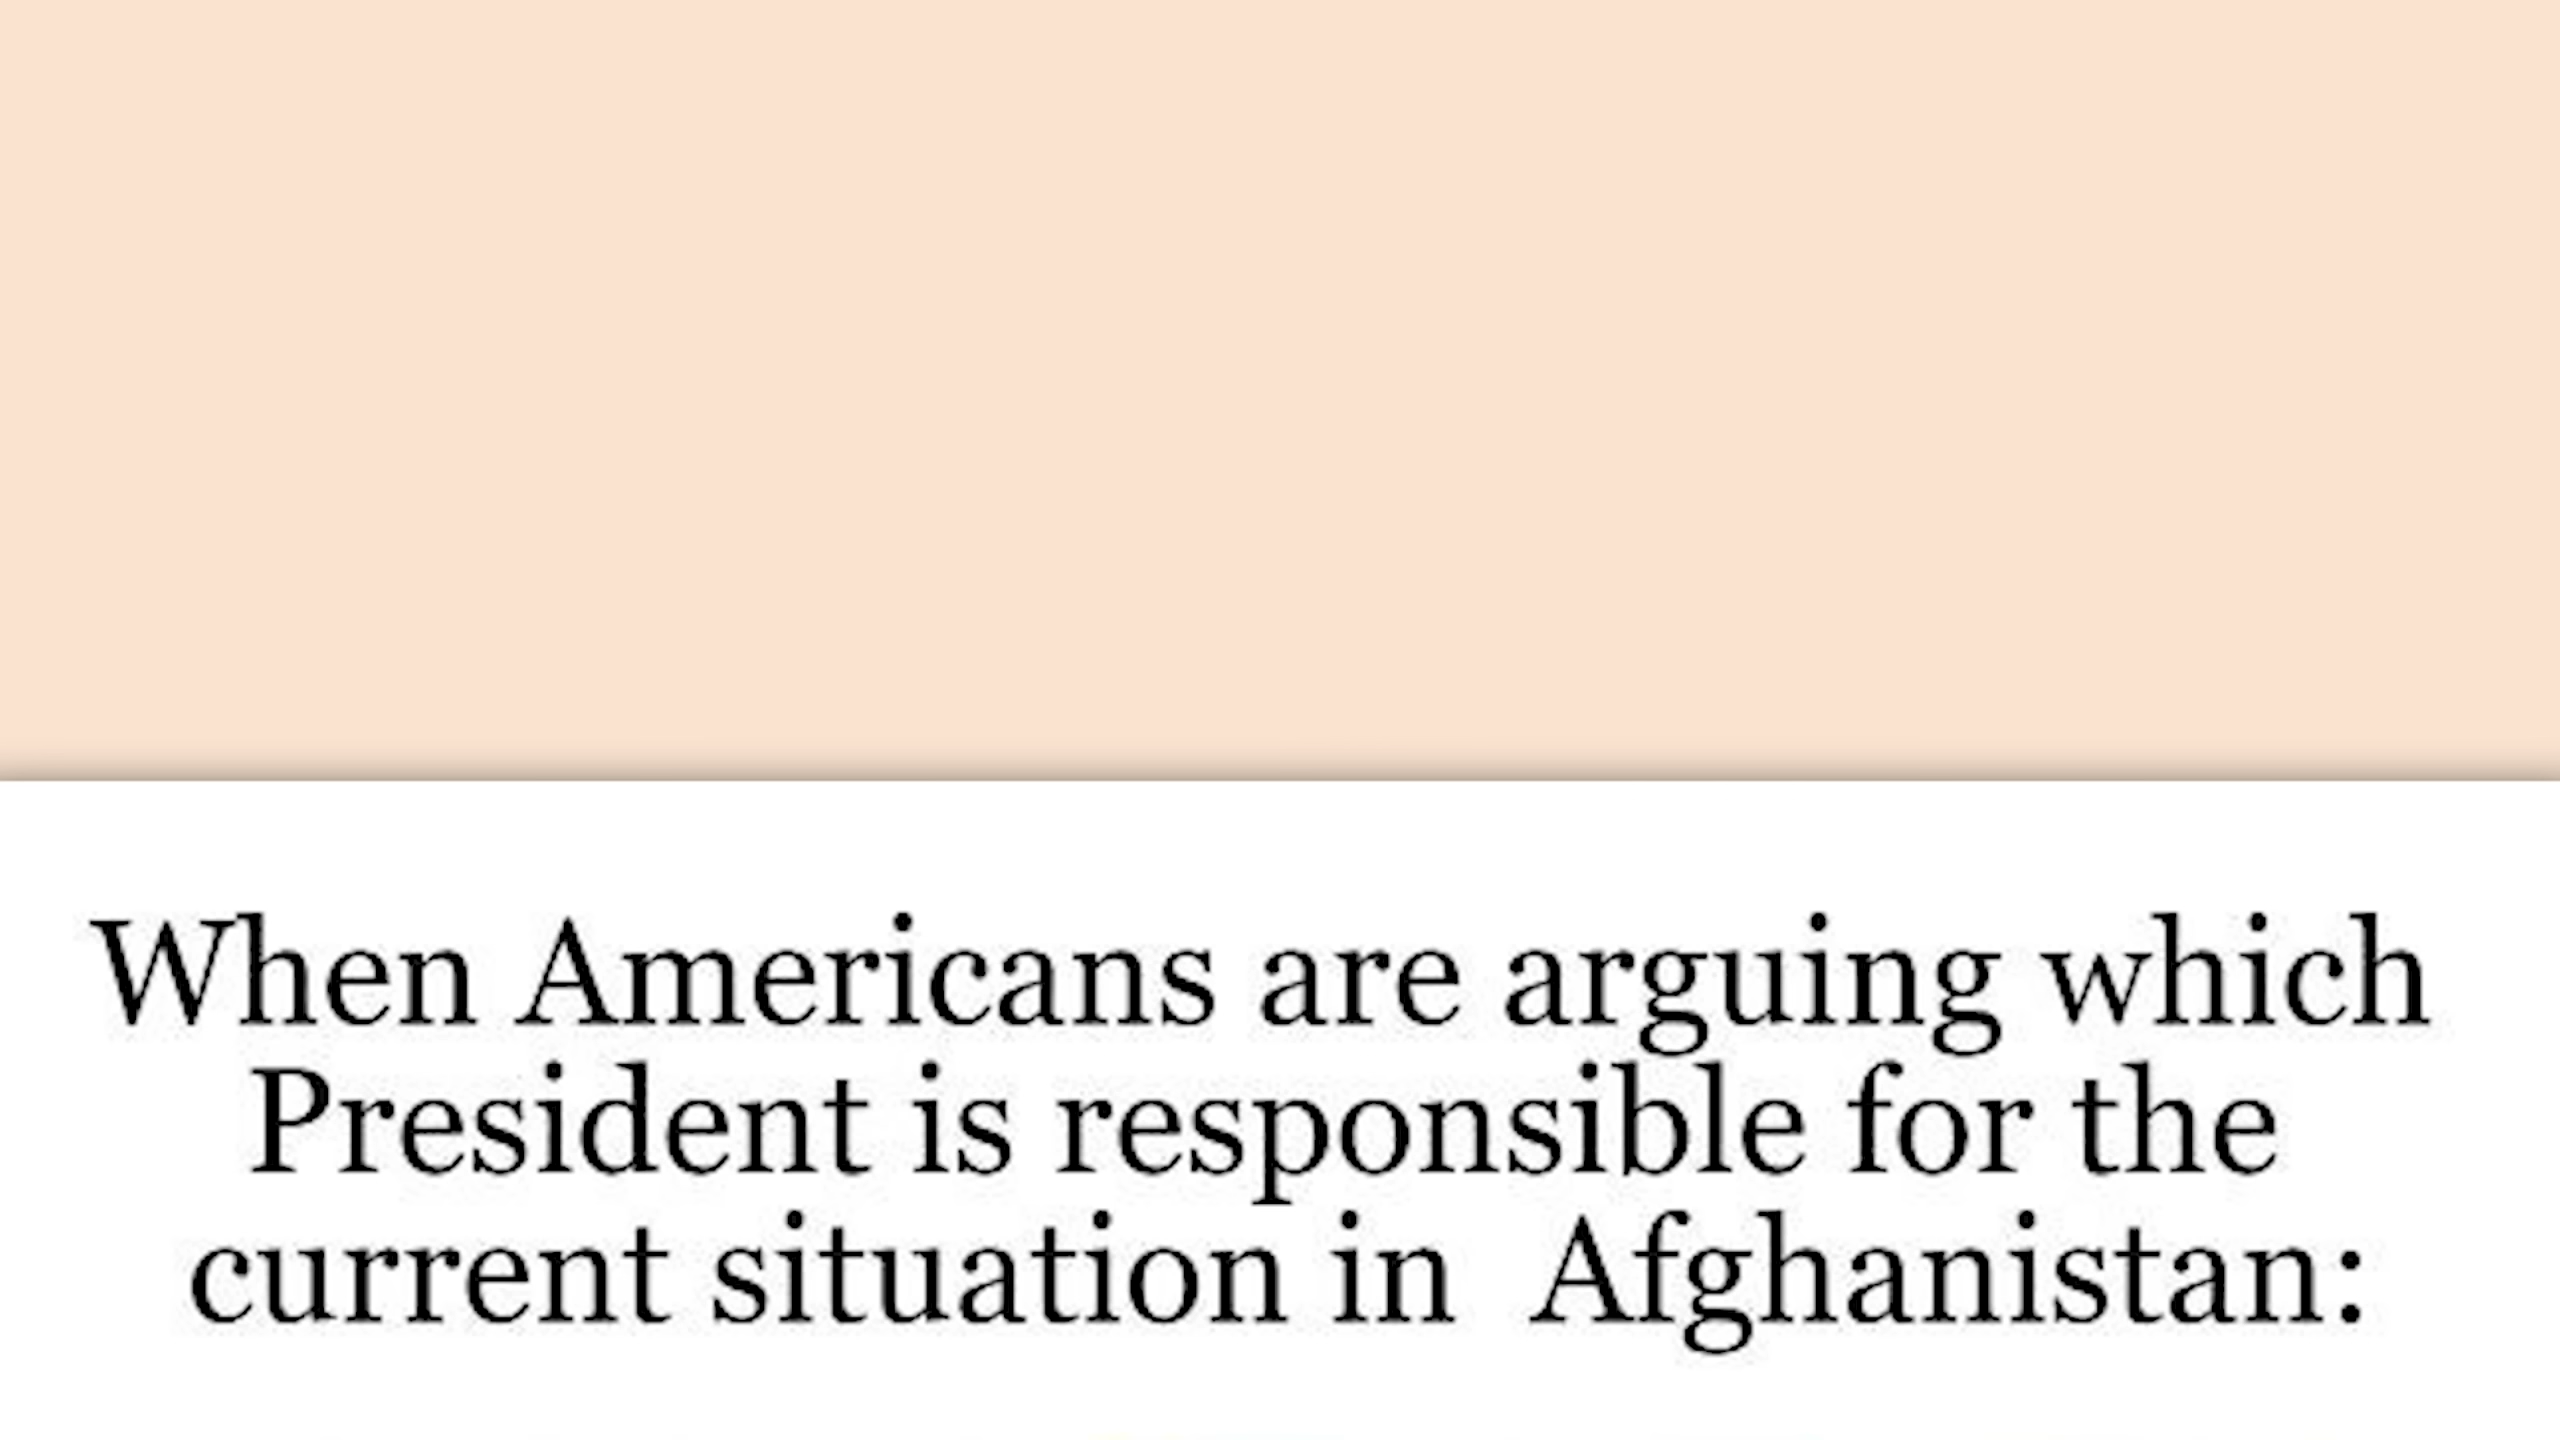 When Americans are arguing which
President is responsible for the
current situation in  Afghanistan: